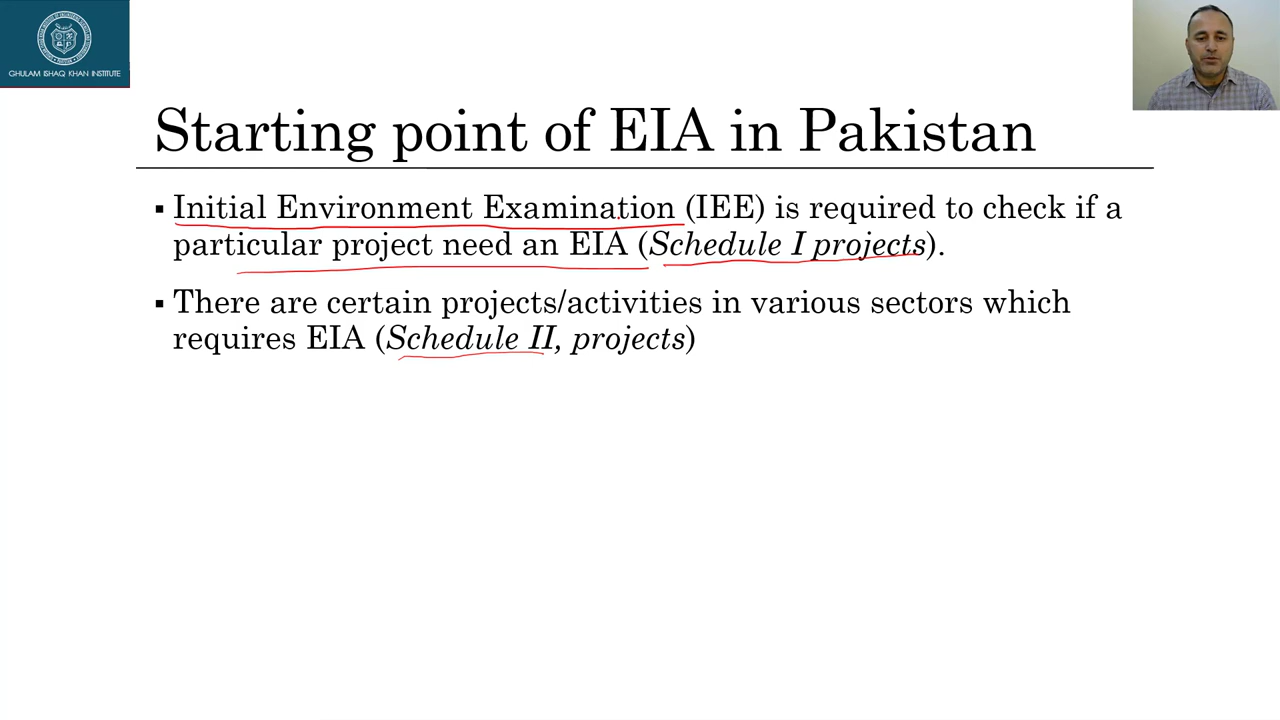 GHULAM ISHAQ KHAN INSTITUTE
Starting point of EIA in Pakistan
▪ Initial Environment Examination (IEE) is required to check if a
particular project need an EIA (Schedule I projects).
▪ There are certain projects/activities in various sectors which
requires EIA (Schedule II, projects)